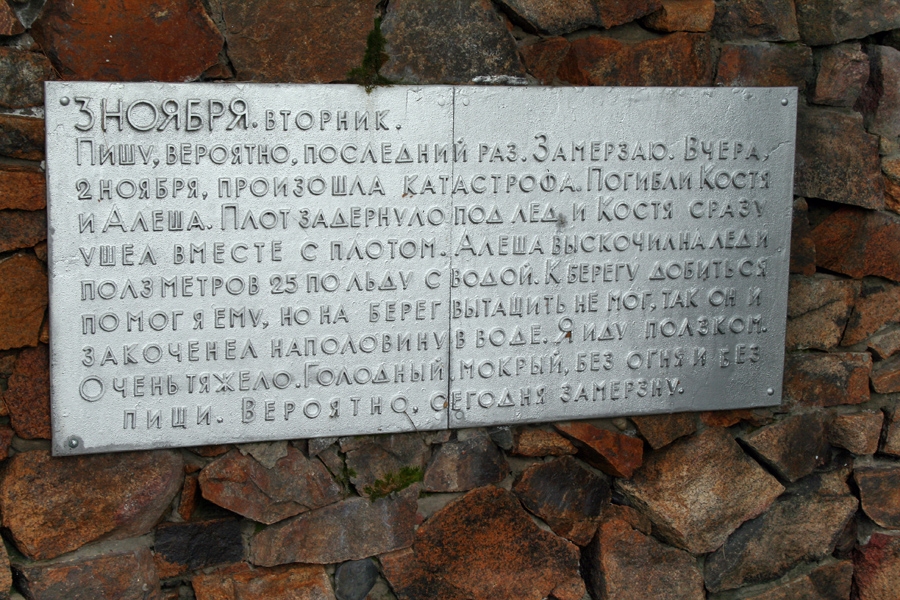 3 НОЯБРЯ. ВТОРНИК.
ПИШУ, ВЕРОЯТНО, ПОСЛЕДНИЙ РАЗ. ЗАМЕРЗАЮ. ВЧЕРА,
2 НОЯБРЯ, ПРОИЗОШЛА КАТАСТРОФА. ПОГИБЛИ КОСТЯ
И АЛЕША. ПЛОТ ЗАДЕРНУЛО ПОД ЛЕД, И КОСТЯ СРАЗУ
УШЕЛ ВМЕСТЕ С ПЛОТОМ. АЛЕША ВЫСКОЧИЛ НА ЛЕД И
ПОЛЗ МЕТРОВ 25 ПО ЛЬДУ С ВОДОЙ. К БЕРЕГУ ДОБИТЬСЯ
ПОМОГ Я ЕМУ, НО НА БЕРЕГ ВЫТАЩИТЬ НЕ МОГ, ТАК ОН И
ЗАКОЧЕНЕЛ НАПОЛОВИНУ В ВОДЕ. Я ИДУ ПОЛЗКОМ.
ОЧЕНЬ ТЯЖЕЛО. ГОЛОДНЫЙ, МОКРЫЙ, БЕЗ ОГНЯ И БЕЗ
ПИЩИ. ВЕРОЯТНО, СЕГОДНЯ ЗАМЕРЗНУ.